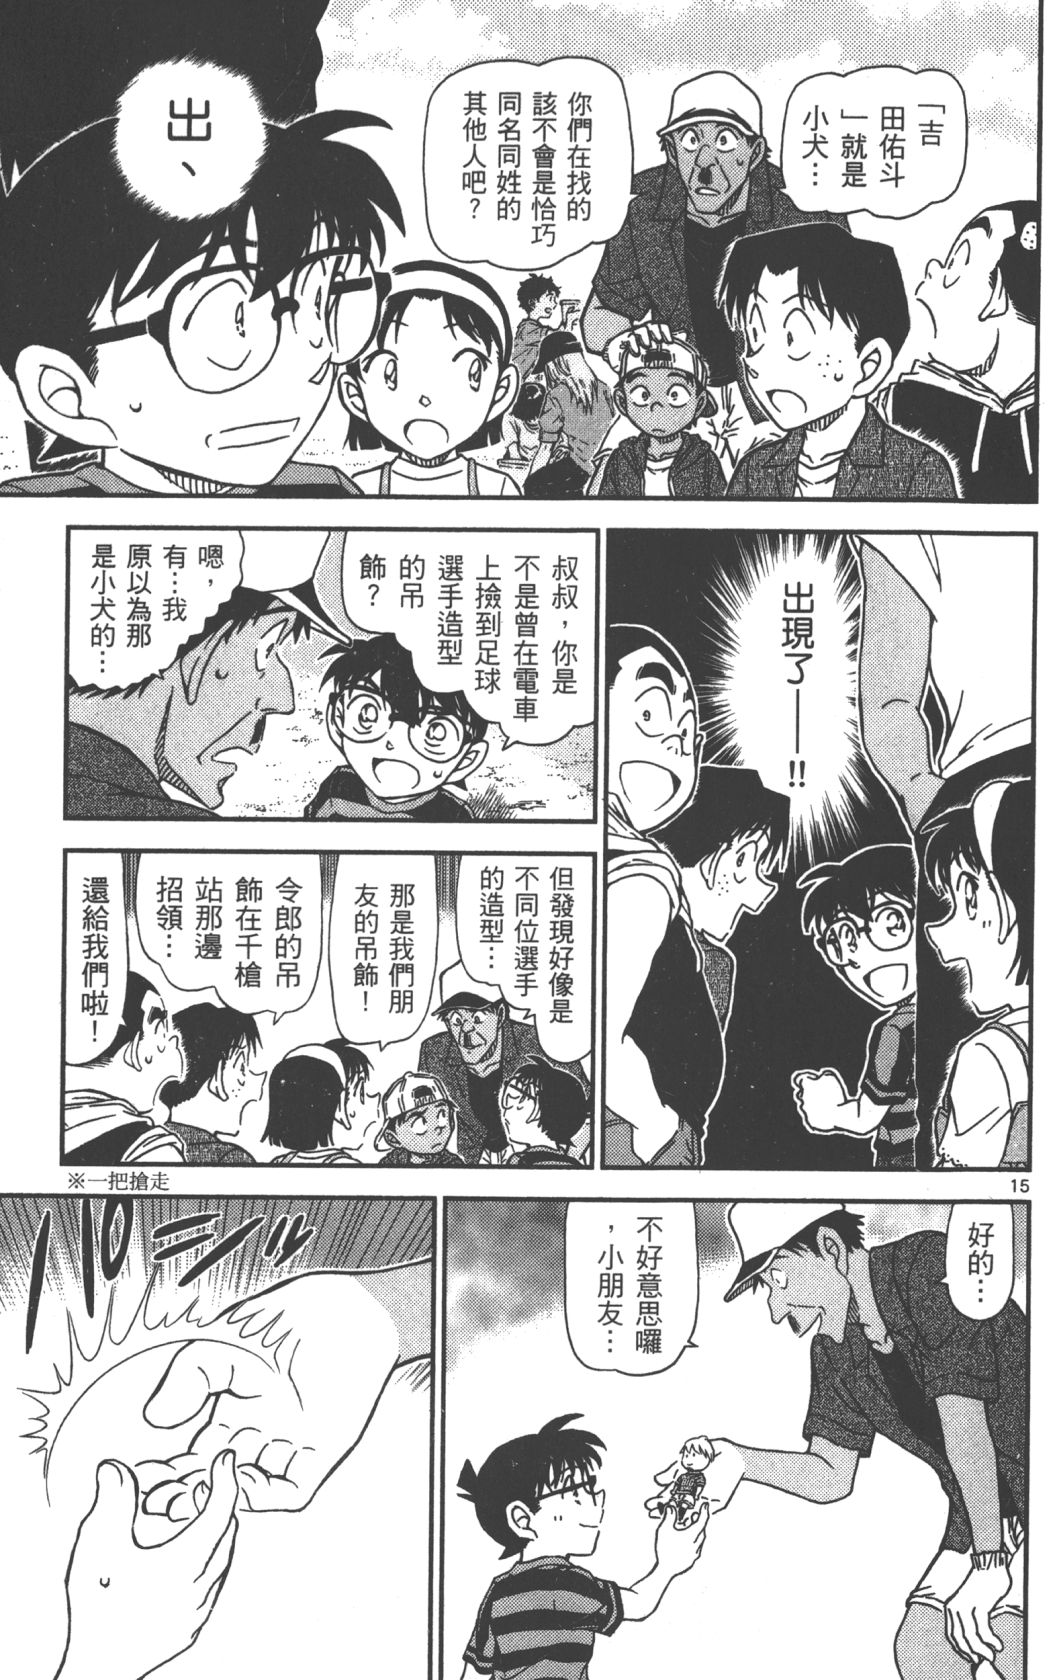 「吉
田佑斗
」就是
小犬…
你們在找的
該不會是恰巧
同名同姓的
其他人吧？
出、
出現了——!!
叔叔，你是
不是曾在電車
上撿到足球
選手造型
的吊
飾？
嗯，
有…我
原以為那
是小犬的…
但發現好像是
不同位選手
的造型…
那是我們朋
友的吊飾！
令郎的吊
飾在千槍
站那邊
招領…
還給我們啦！
15
※一把搶走
好的…
不好意思囉
，小朋友…
バシッ